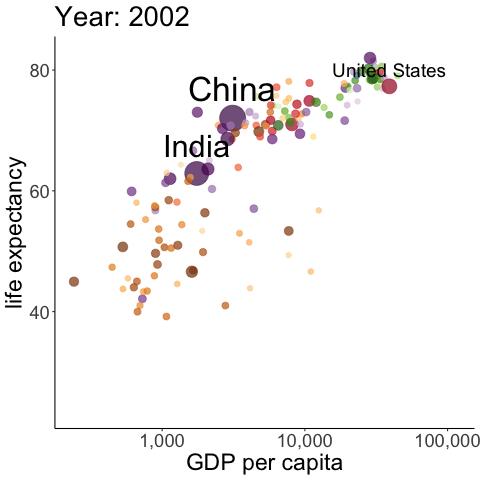 Year: 2002
80
United States
China
India
60
life expectancy
40
1,000
10,000
100,000
GDP per capita